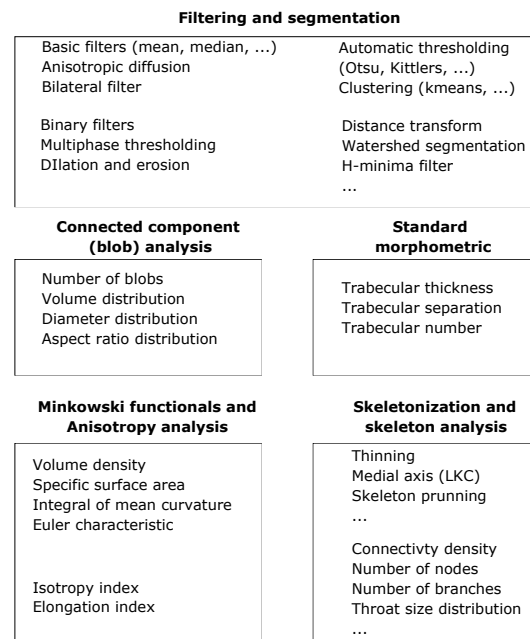 Filtering and segmentation
Basic filters (mean, median, ...)
Anisotropic diffusion
Bilateral filter
Binary filters
Multiphase thresholding
DIlation and erosion
Automatic thresholding
(Otsu, Kittlers, ...)
Clustering (kmeans, ...)
Distance transform
Watershed segmentation
H-minima filter
...
Connected component
(blob) analysis
Number of blobs
Volume distribution
Diameter distribution
Aspect ratio distribution
Standard
morphometric
Trabecular thickness
Trabecular separation
Trabecular number
Minkowski functionals and
Anisotropy analysis
Volume density
Specific surface area
Integral of mean curvature
Euler characteristic
Isotropy index
Elongation index
Skeletonization and
skeleton analysis
Thinning
Medial axis (LKC)
Skeleton prunning
...
Connectivty density
Number of nodes
Number of branches
Throat size distribution
...